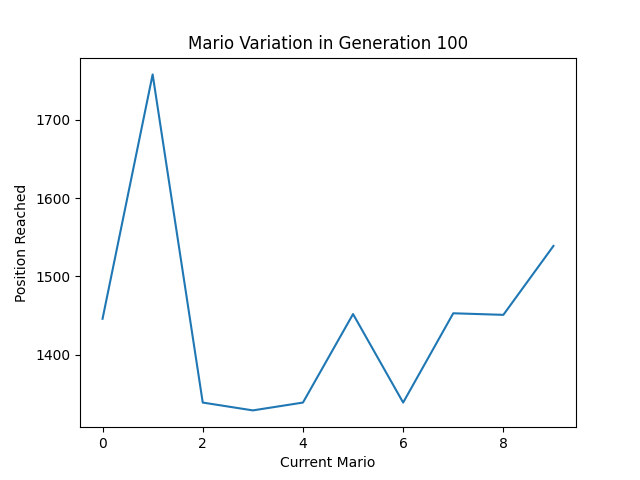 Mario Variation in Generation 100
Position Reached
1700
1600
1500
1400
0 2 4 6 8
Current Mario